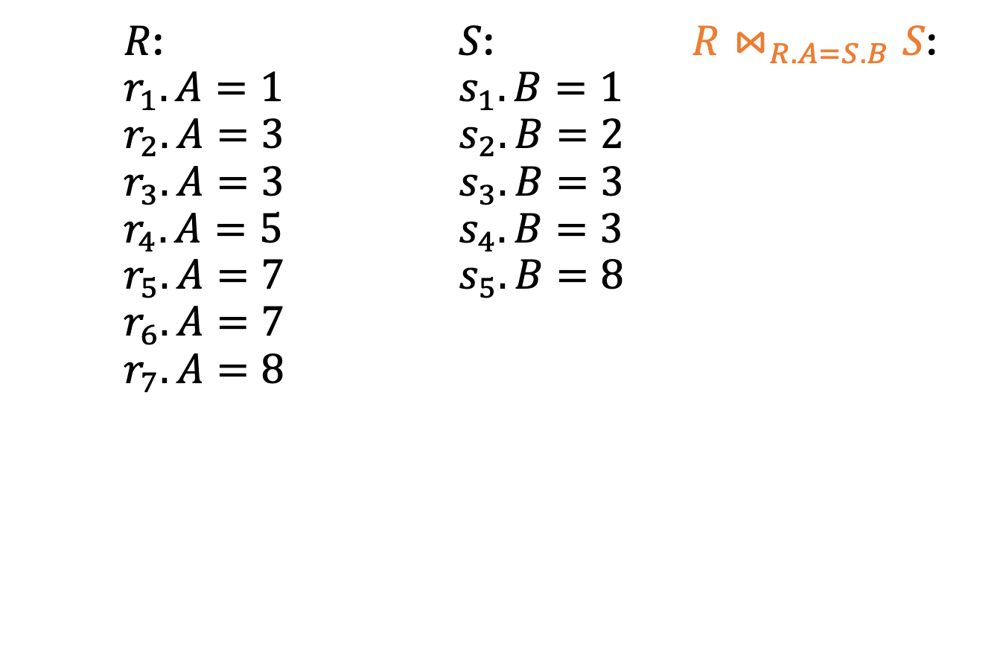 R:
r₁.A = 1
r₂.A = 3
r₃.A = 3
r₄.A = 5
r₅.A = 7
r₆.A = 7
r₇.A = 8
S:
s₁.B = 1
s₂.B = 2
s₃.B = 3
s₄.B = 3
s₅.B = 8
R ⋈_{R.A=S.B} S: